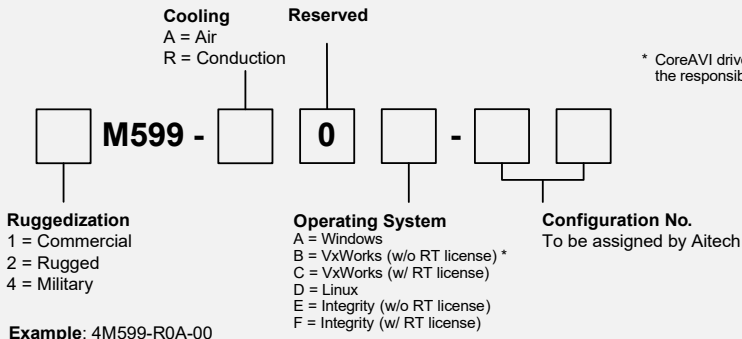 Cooling
A = Air
R = Conduction
Reserved
* CoreAVI
the
M599 - 0 -
Ruggedization
1 = Commercial
2 = Rugged
4 = Military
Operating System
A = Windows
B = VxWorks (w/o RT license) *
C = VxWorks (w/ RT license)
D = Linux
E = Integrity (w/o RT license)
F = Integrity (w/ RT license)
Configuration No.
To be assigned by Aitech
Example: 4M599-R0A-00